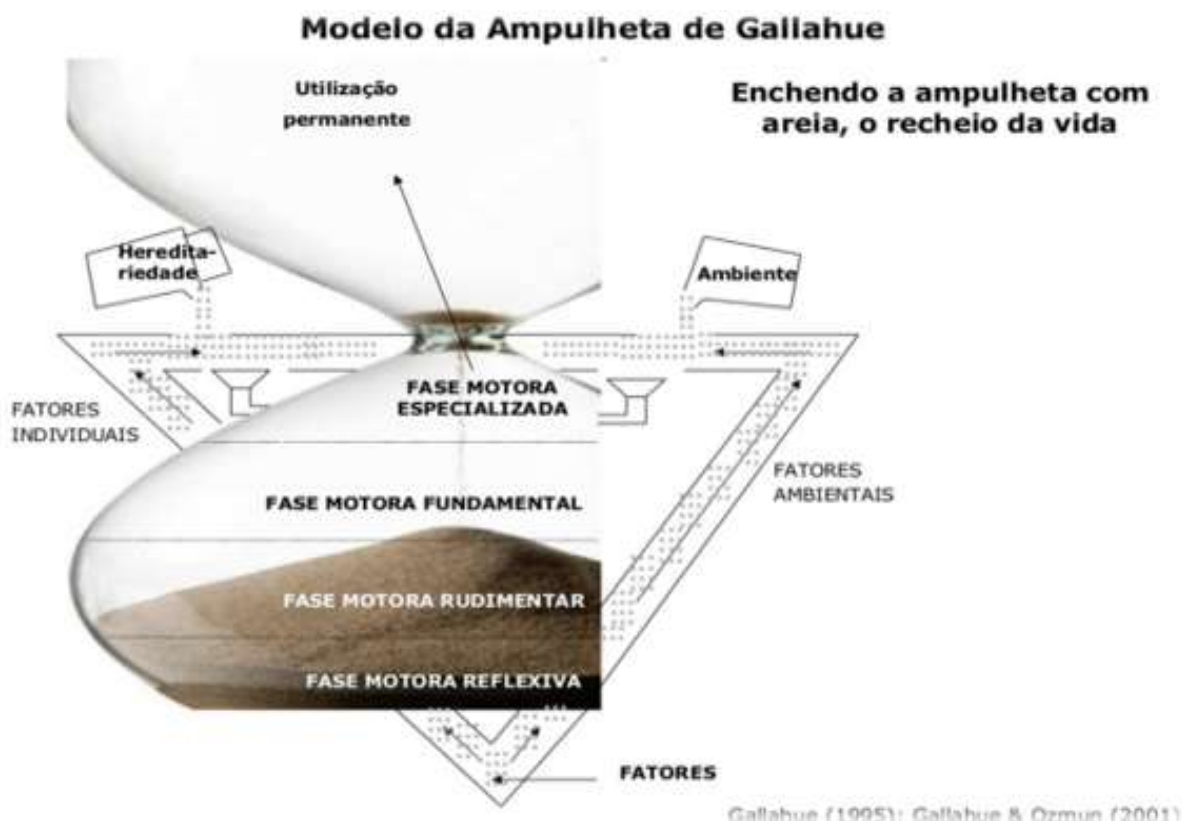 Modelo da Ampulheta de Gallahue
Utilização
permanente
Enchendo a ampulheta com
areia, o recheio da vida
Heredita-
riedade
Ambiente
FASE MOTORA
ESPECIALIZADA
FATORES
INDIVIDUAIS
FATORES
AMBIENTAIS
FASE MOTORA FUNDAMENTAL
FASE MOTORA RUDIMENTAR
FASE MOTORA REFLEXIVA
FATORES
Gallahue (1995); Gallahue & Ozmun (2001)